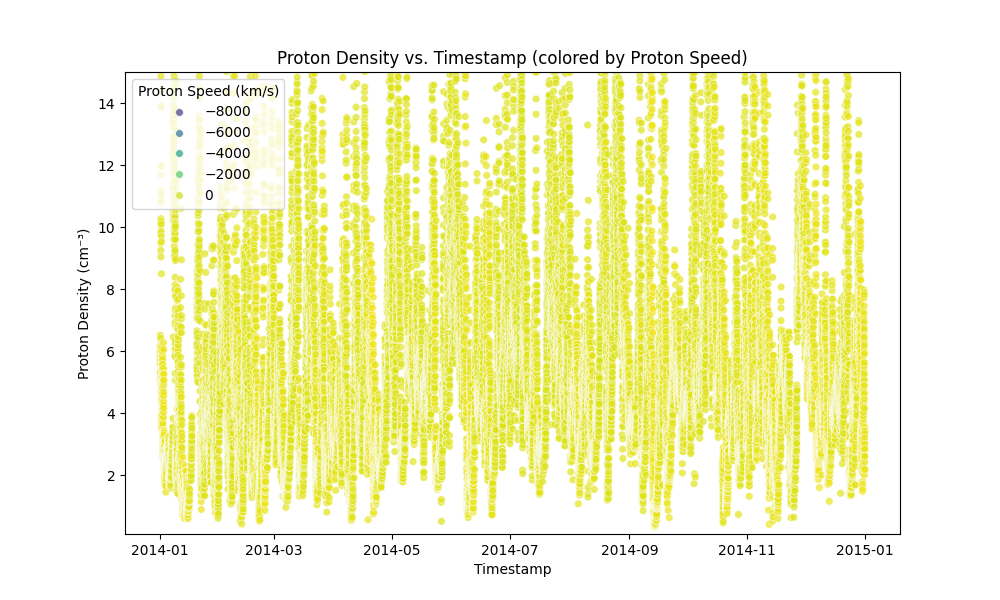 Proton Density vs. Timestamp (colored by Proton Speed)
Proton Speed (km/s)
−8000
−6000
−4000
−2000
0
Proton Density (cm⁻³)
14
12
10
8
6
4
2
2014-01 2014-03 2014-05 2014-07 2014-09 2014-11 2015-01
Timestamp